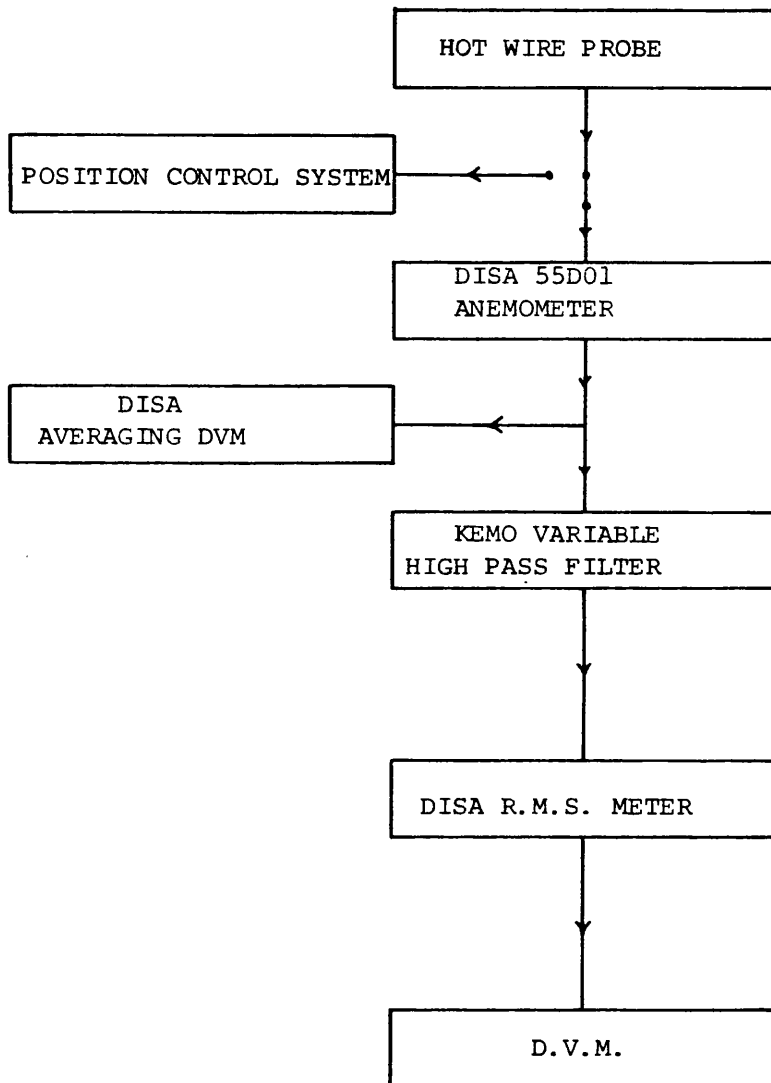 HOT WIRE PROBE
POSITION CONTROL SYSTEM
DISA 55D01
ANEMOMETER
DISA
AVERAGING DVM
KEMO VARIABLE
HIGH PASS FILTER
DISA R.M.S. METER
D.V.M.